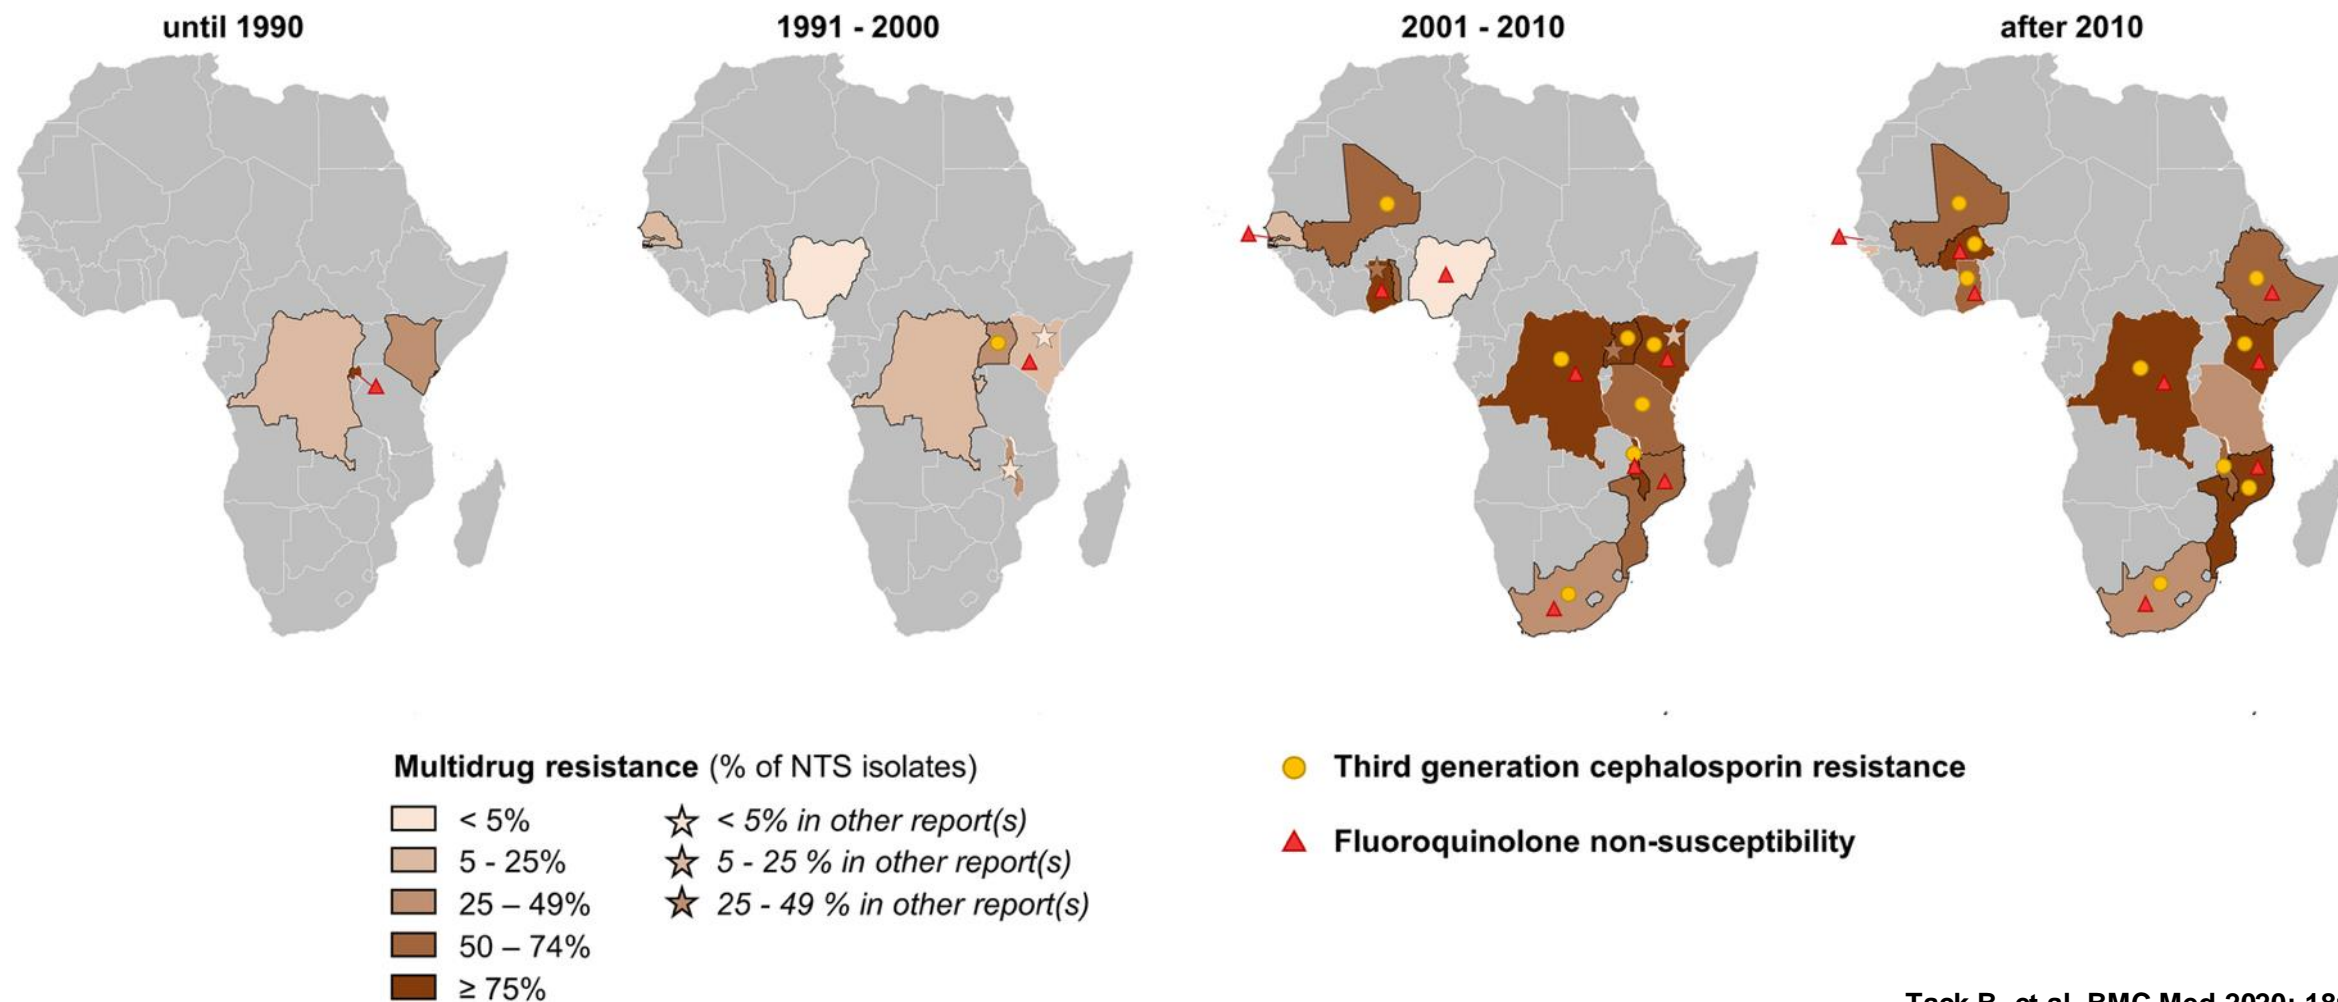 until 1990
1991 - 2000
2001 - 2010
after 2010
Multidrug resistance (% of NTS isolates)
< 5%
5 - 25%
25 – 49%
50 – 74%
≥ 75%
< 5% in other report(s)
5 - 25 % in other report(s)
25 - 49 % in other report(s)
Third generation cephalosporin resistance
Fluoroquinolone non-susceptibility
Tack B, et al. BMC Med 2020; 18